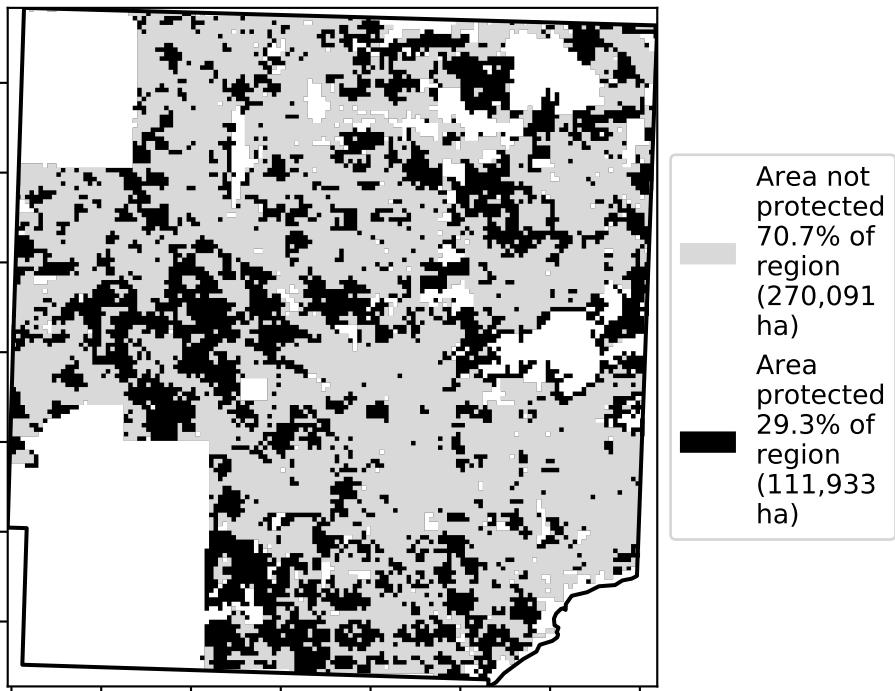 Area not
protected
70.7% of
region
(270,091
ha)
Area
protected
29.3% of
region
(111,933
ha)